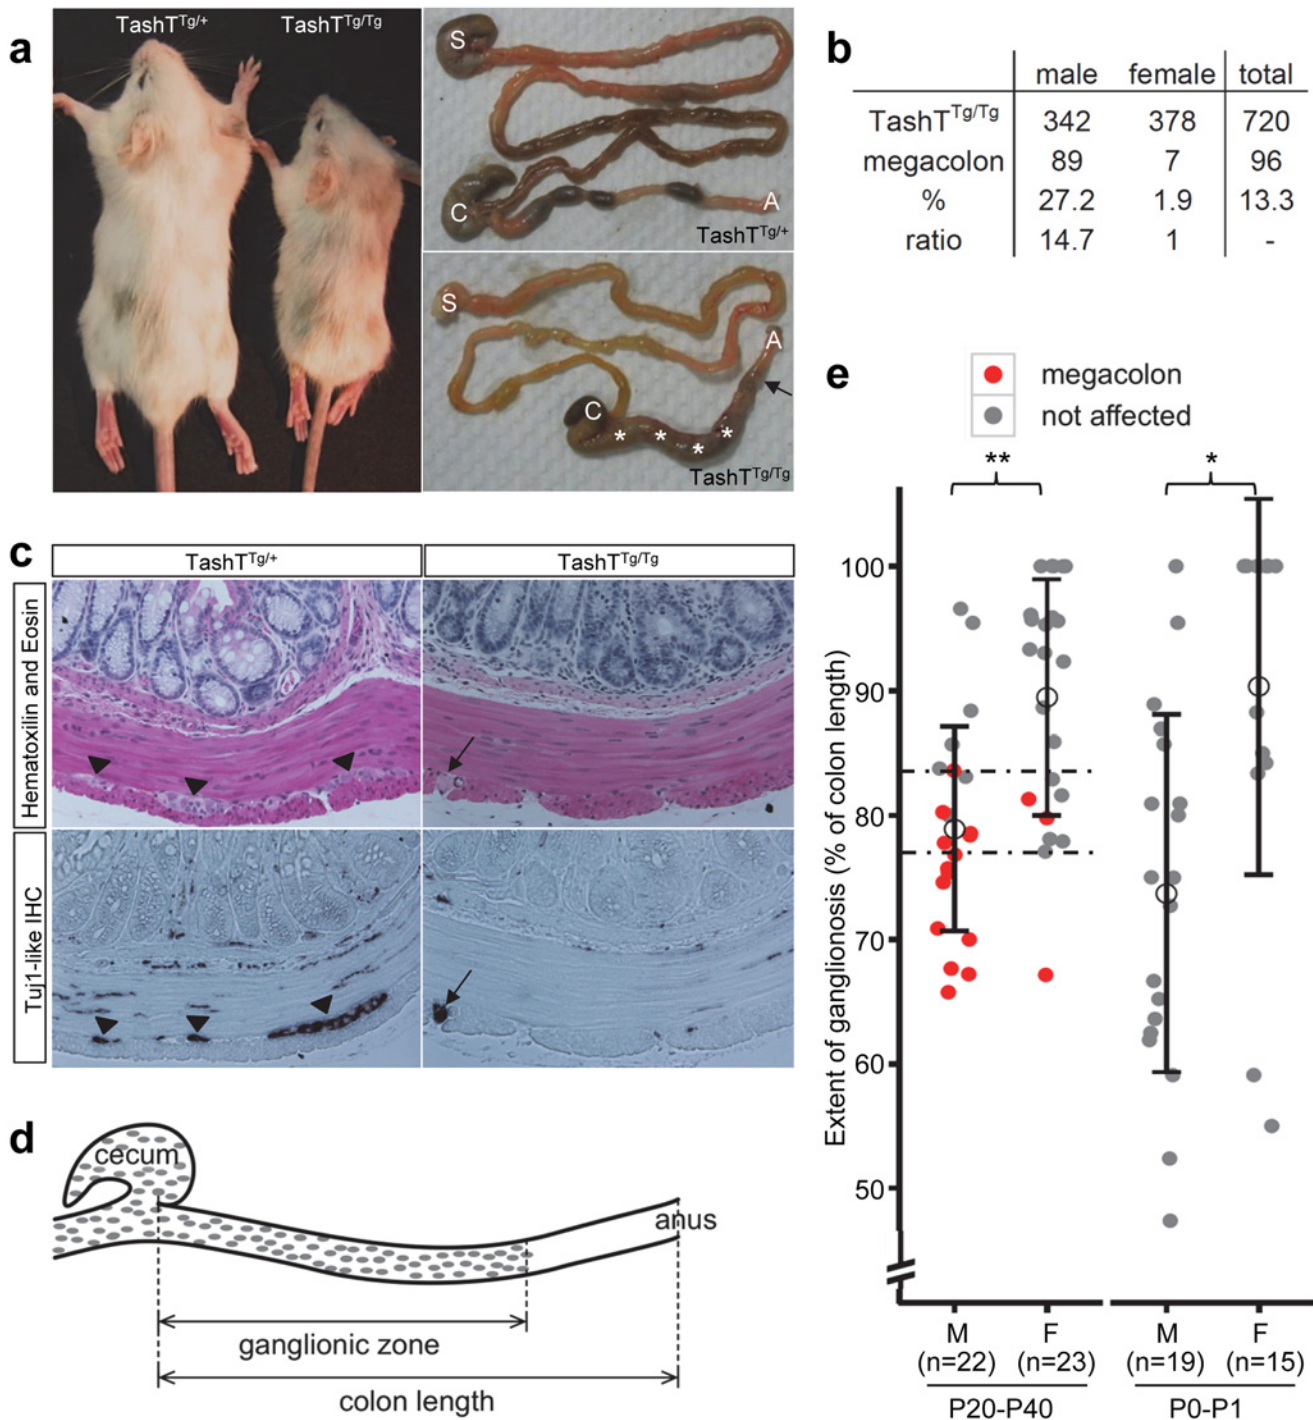 a
TashT^Tg/+
TashT^Tg/Tg
S
C
A
TashT^Tg/+
S
A
C
* * * *
TashT^Tg/Tg
b
male female total
TashT^Tg/Tg 342 378 720
megacolon 89 7 96
% 27.2 1.9 13.3
ratio 14.7 1 -
c
TashT^Tg/+
TashT^Tg/Tg
Hematoxilin and Eosin
Tuj1-like IHC
d
cecum
anus
ganglionic zone
colon length
e
megacolon
not affected
** *
Extent of ganglionosis (% of colon length)
100
90
80
70
60
50
M F M F
(n=22) (n=23) (n=19) (n=15)
P20-P40 P0-P1